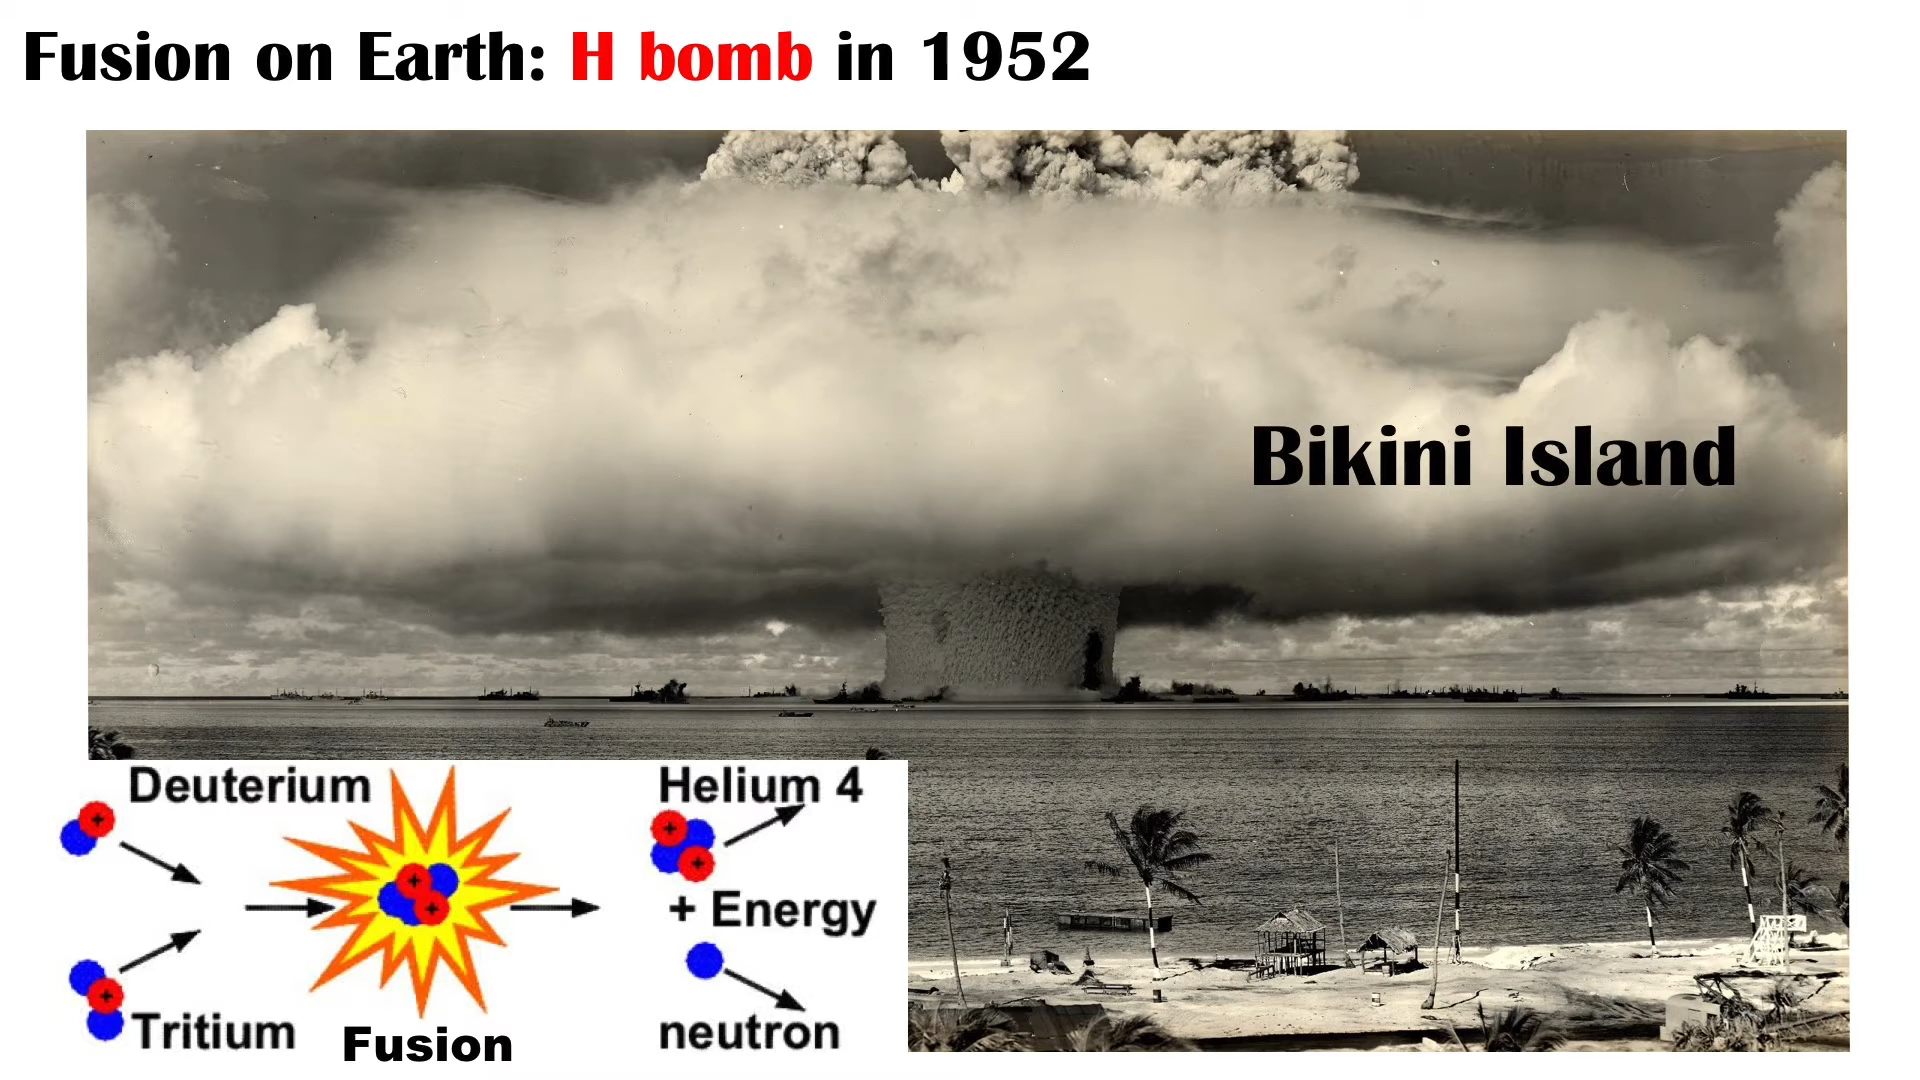 Fusion on Earth: H bomb in 1952
Bikini Island
Deuterium
Helium 4
+
+
+
+
+
+ Energy
+
Tritium
Fusion
neutron